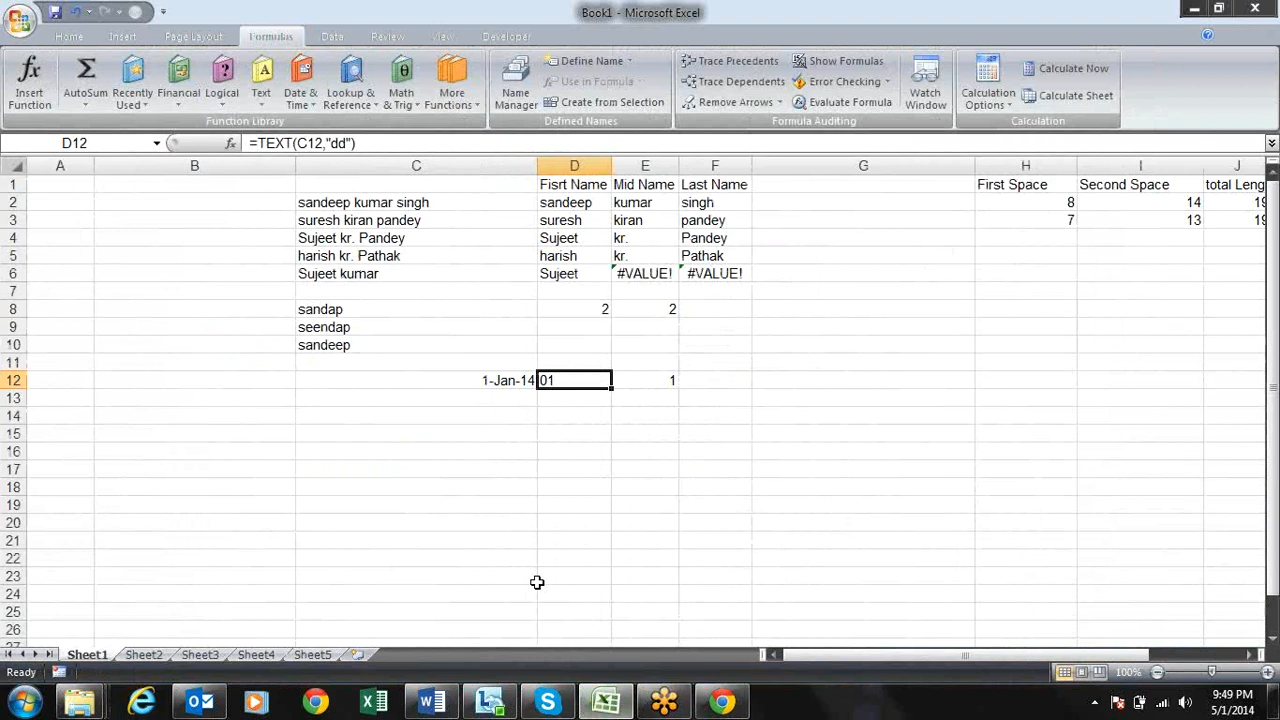 Book1 - Microsoft Excel
Home Insert Page Layout Formulas Data Review View Developer
fx Σ A θ
Insert Function
AutoSum
Recently Used
Financial
Logical
Text
Date & Time
Lookup & Reference
Math & Trig
More Functions
Function Library
Name Manager
Define Name
Use in Formula
Create from Selection
Defined Names
Trace Precedents
Trace Dependents
Remove Arrows
Show Formulas
Error Checking
Evaluate Formula
Watch Window
Formula Auditing
Calculation Options
Calculate Now
Calculate Sheet
Calculation
D12 fx =TEXT(C12,"dd")
A B C D E F G H I J
1 Fisrt Name Mid Name Last Name First Space Second Space total Leng
2 sandeep kumar singh sandeep kumar singh 8 14 19
3 suresh kiran pandey suresh kiran pandey 7 13 19
4 Sujeet kr. Pandey Sujeet kr. Pandey
5 harish kr. Pathak harish kr. Pathak
6 Sujeet kumar Sujeet #VALUE! #VALUE!
7
8 sandap 2 2
9 seendap
10 sandeep
11
12 1-Jan-14 01 1
13
14
15
16
17
18
19
20
21
22
23
24
25
26
27
Sheet1 Sheet2 Sheet3 Sheet4 Sheet5
Ready 100%
9:49 PM
5/1/2014